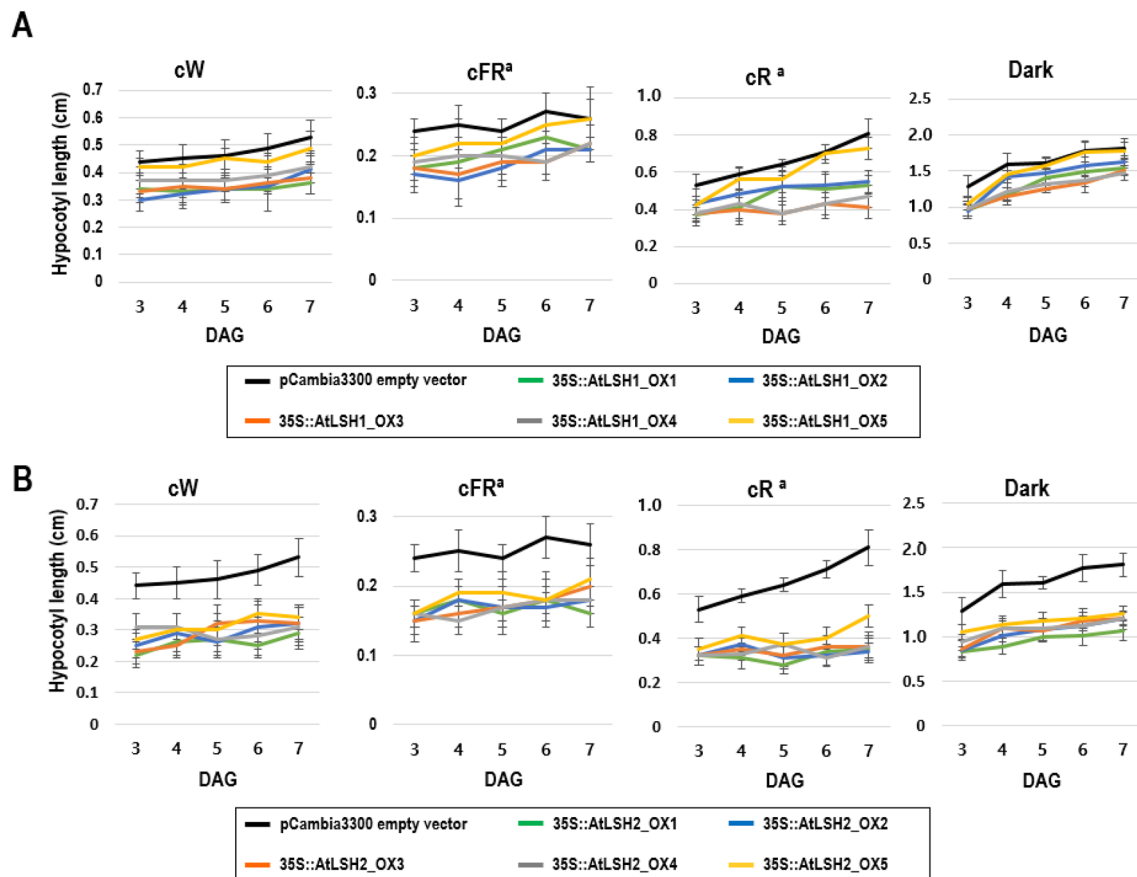 A
cW
cFRa
cR a
Dark
Hypocotyl length (cm)
0.7
0.6
0.5
0.4
0.3
0.2
0.1
0
3 4 5 6 7
DAG
0.3
0.2
0.1
0
3 4 5 6 7
DAG
1.0
0.8
0.6
0.4
0.2
0
3 4 5 6 7
DAG
2.5
2.0
1.5
1.0
0.5
0
3 4 5 6 7
DAG
pCambia3300 empty vector 35S::AtLSH1_OX1 35S::AtLSH1_OX2
35S::AtLSH1_OX3 35S::AtLSH1_OX4 35S::AtLSH1_OX5
B
cW
cFRa
cR a
Dark
Hypocotyl length (cm)
0.7
0.6
0.5
0.4
0.3
0.2
0.1
0
3 4 5 6 7
DAG
0.3
0.2
0.1
0
3 4 5 6 7
DAG
1.0
0.8
0.6
0.4
0.2
0
3 4 5 6 7
DAG
2.5
2.0
1.5
1.0
0.5
0
3 4 5 6 7
DAG
pCambia3300 empty vector 35S::AtLSH2_OX1 35S::AtLSH2_OX2
35S::AtLSH2_OX3 35S::AtLSH2_OX4 35S::AtLSH2_OX5